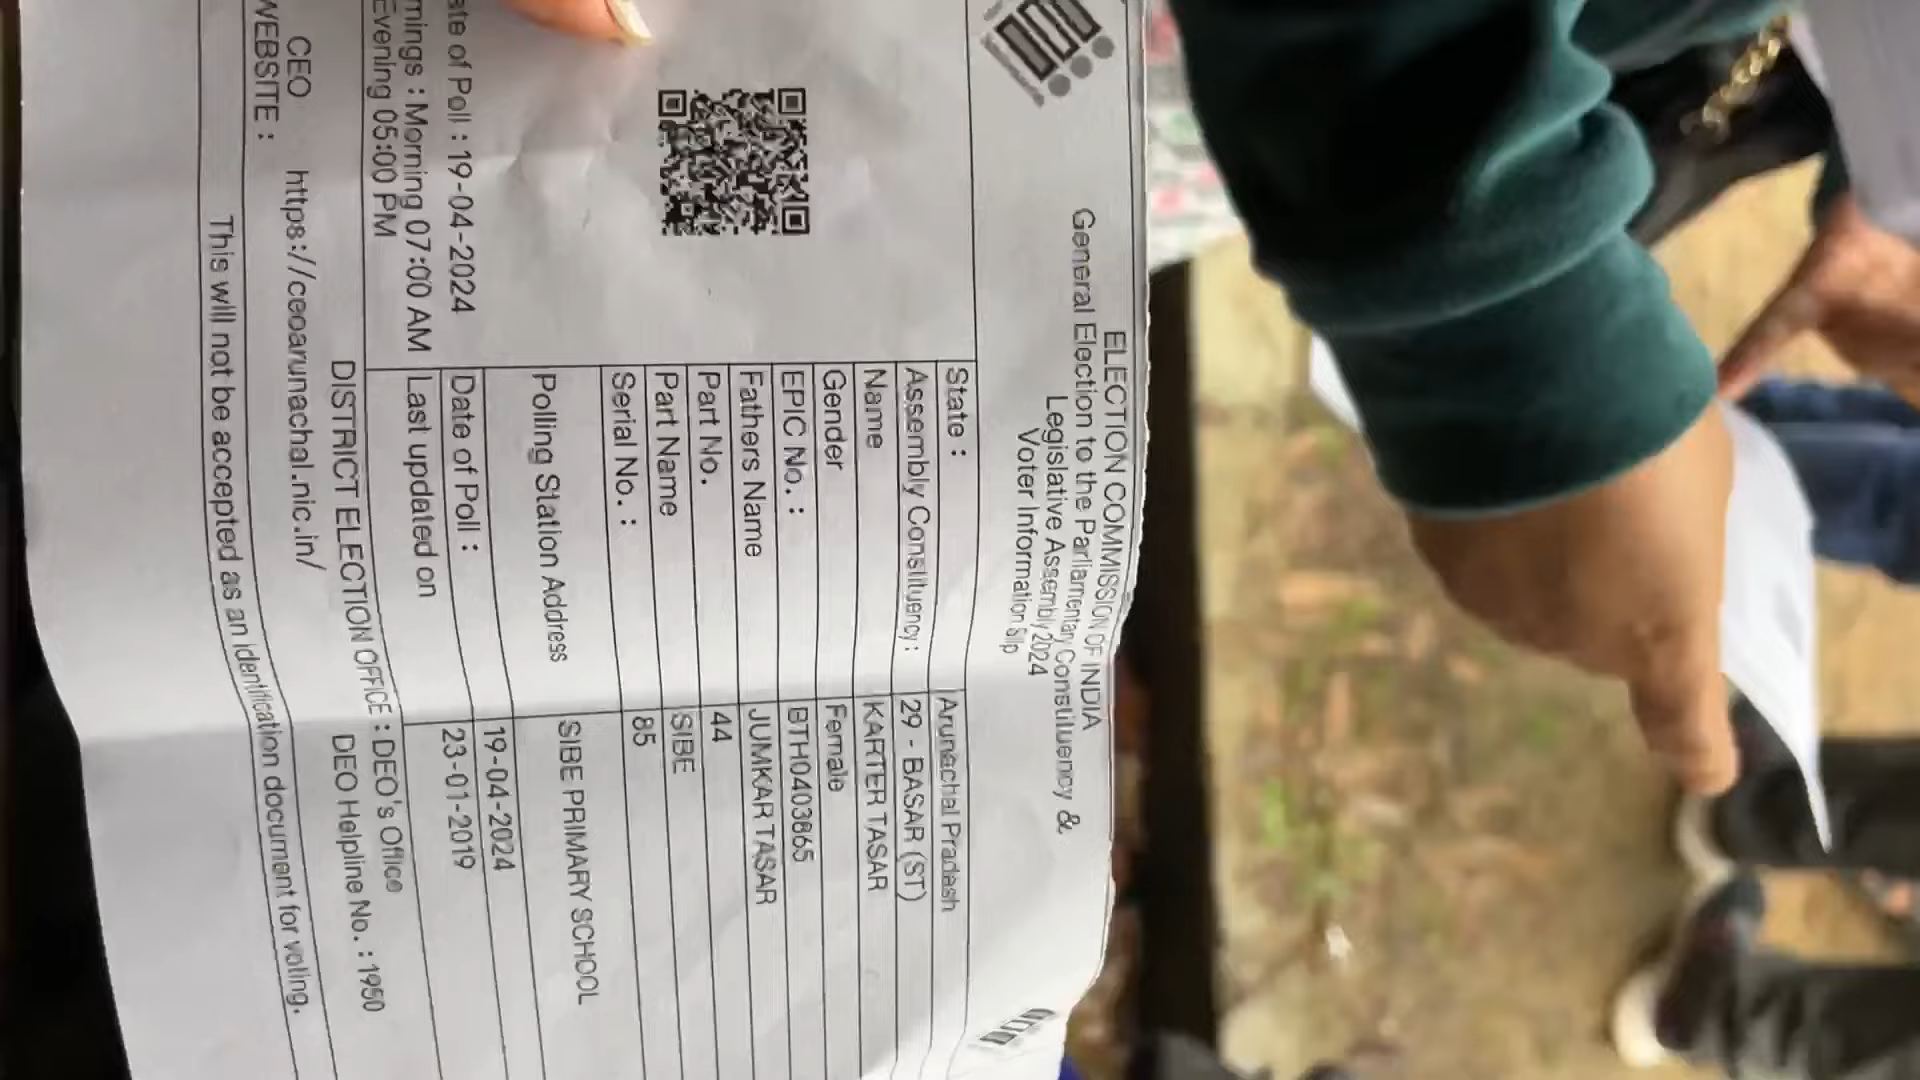 ELECTION COMMISSION OF INDIA
General Election to the Parliamentary Constituency &
Legislative Assembly 2024
Voter Information Slip
State : Arunachal Pradesh
Assembly Constituency : 29 - BASAR (ST)
Name KARTER TASAR
Gender Female
EPIC No. : BTH0403865
Fathers Name JUMKAR TASAR
Part No. 44
Part Name SIBE
Serial No. : 85
Polling Station Address SIBE PRIMARY SCHOOL
Date of Poll : 19-04-2024
Last updated on 23-01-2019
ate of Poll : 19-04-2024
mings : Morning 07:00 AM
Evening 05:00 PM
DISTRICT ELECTION OFFICE : DEO's Office
DEO Helpline No. : 1950
CEO https://ceoarunachal.nic.in/
WEBSITE :
This will not be accepted as an identification document for voting.